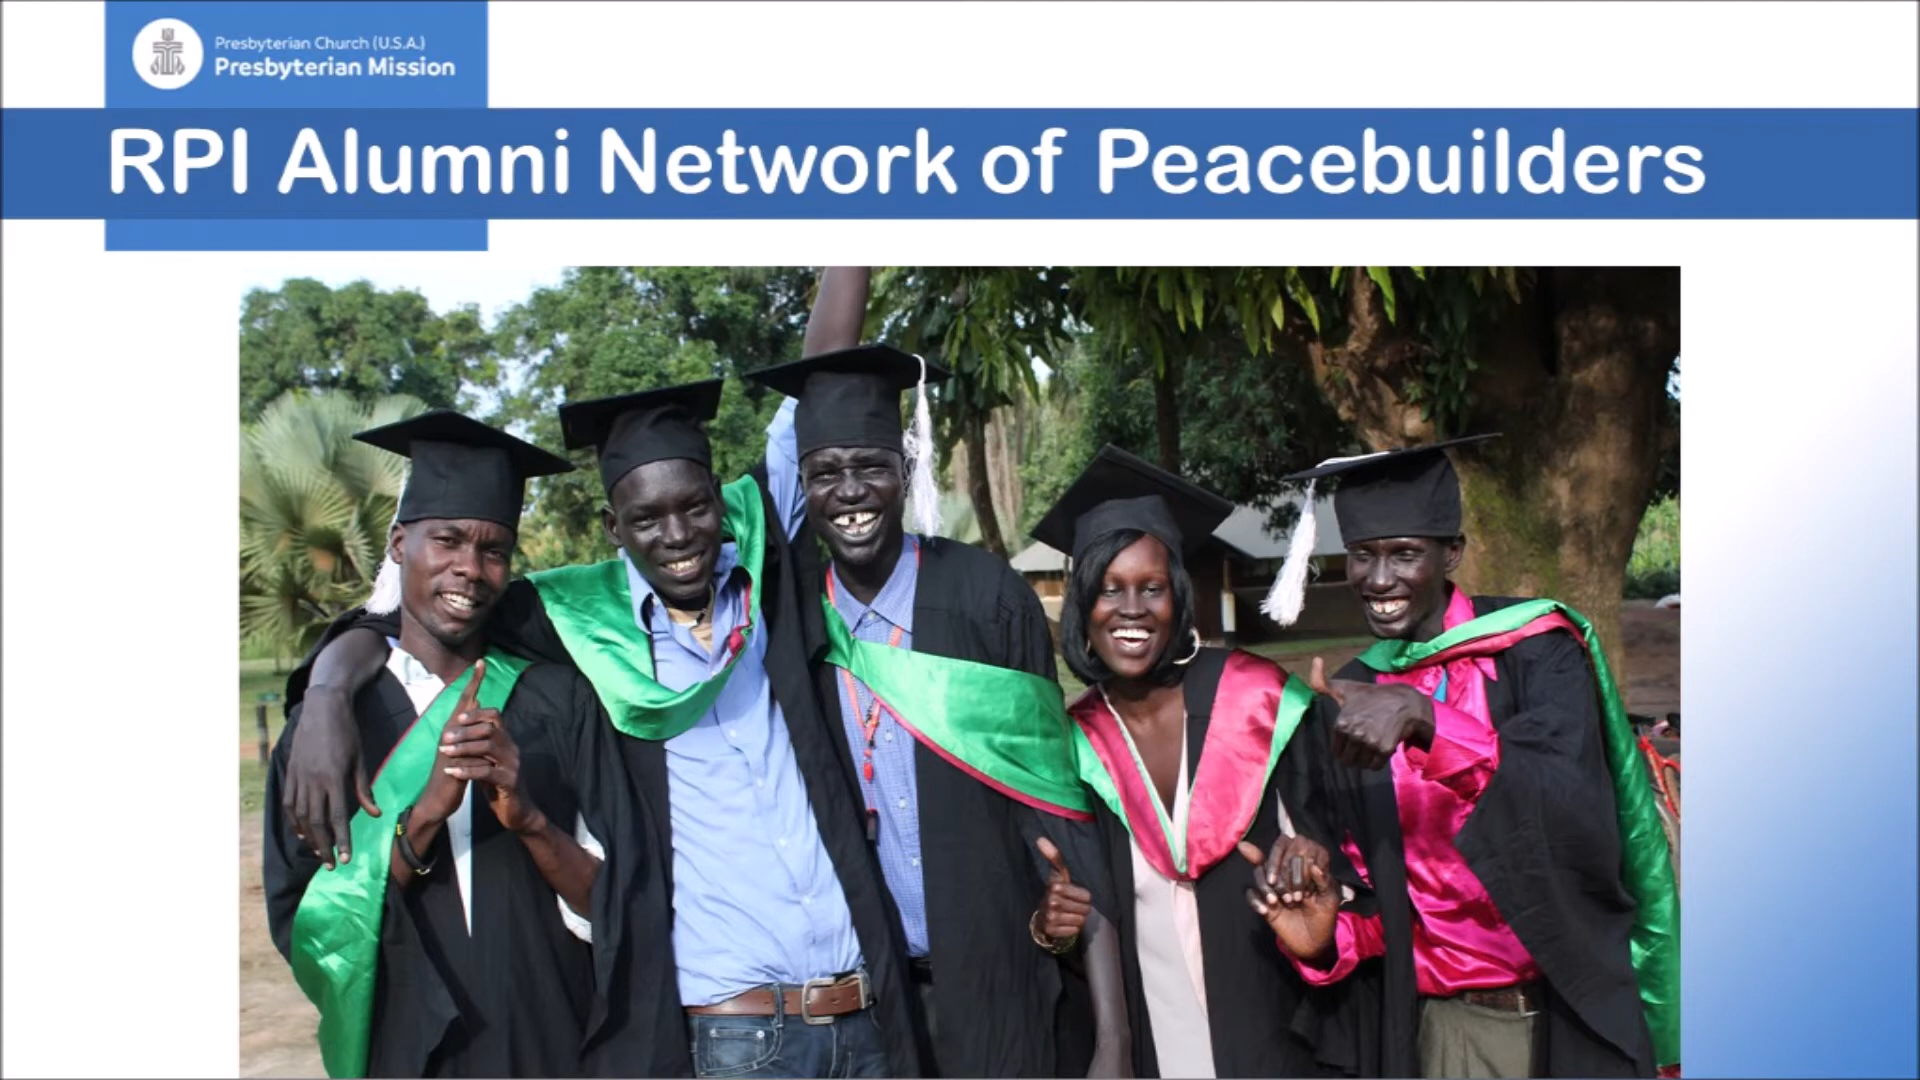 Presbyterian Church (U.S.A.)
Presbyterian Mission
RPI Alumni Network of Peacebuilders